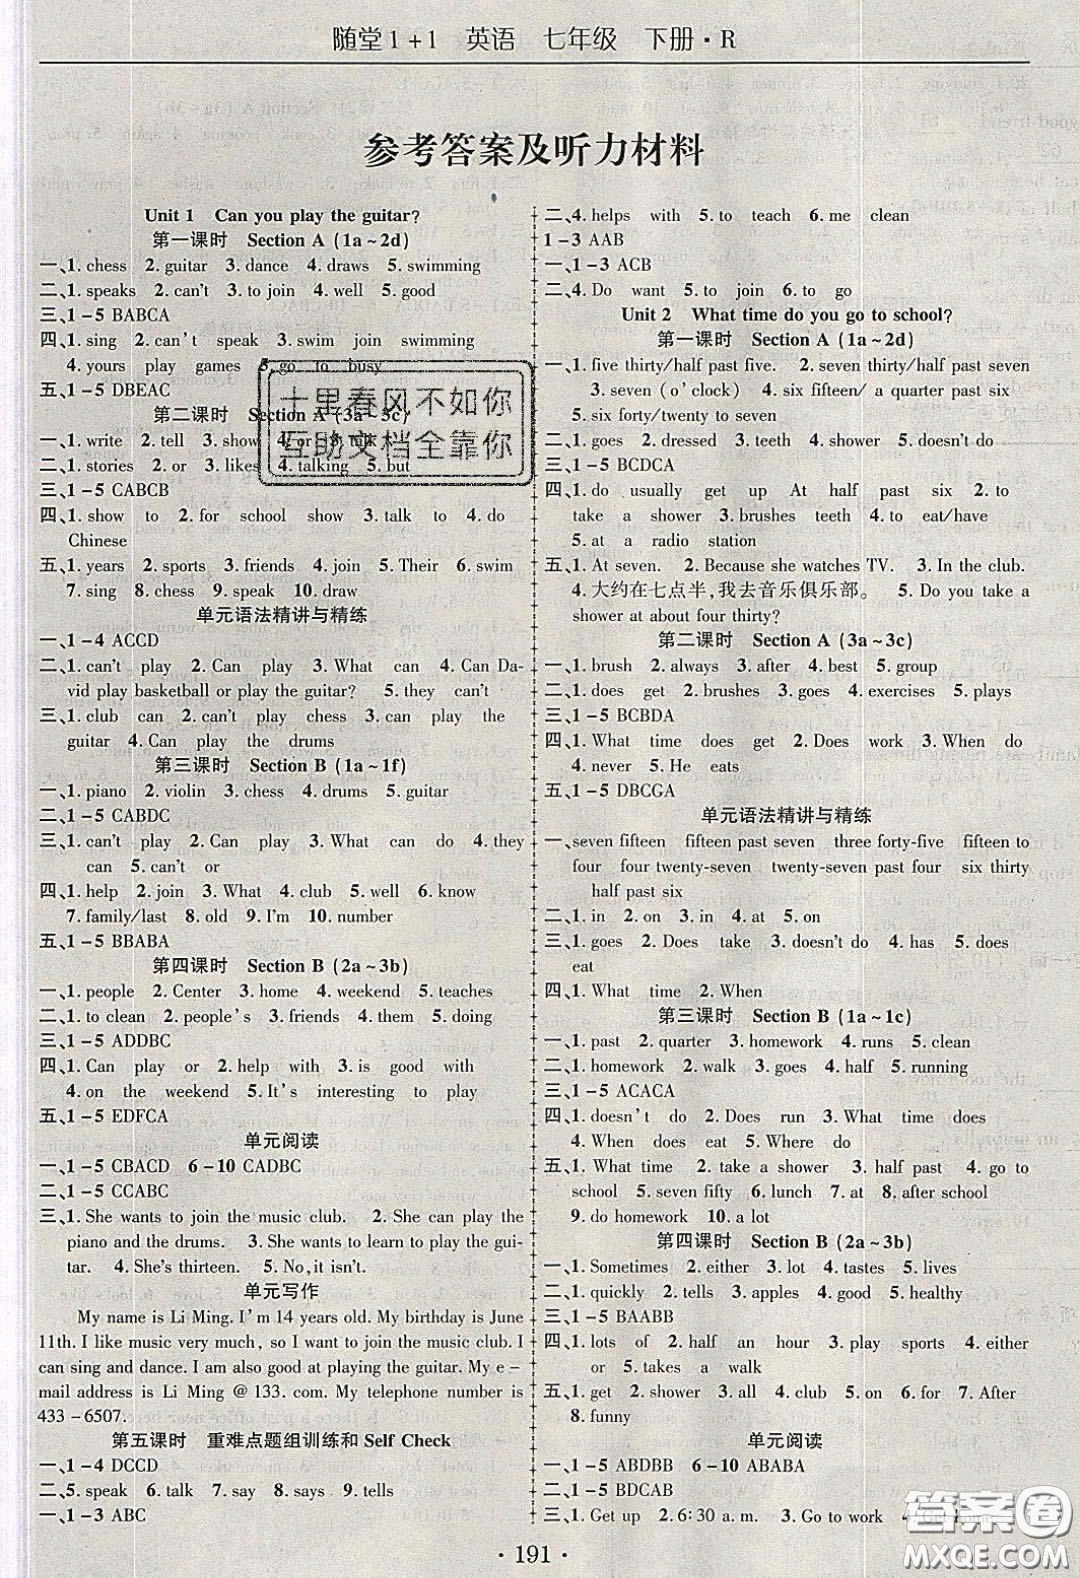 随堂1+1 英语 七年级 下册·R
参考答案及听力材料
Unit 1 Can you play the guitar?
第一课时 Section A (1a~2d)
一、1. chess 2. guitar 3. dance 4. draws 5. swimming
二、1. speaks 2. can't 3. to join 4. well 5. good
三、1-5 BABCA
四、1. sing 2. can't speak 3. swim join swimming
4. yours play games 5. go to busy
五、1-5 DBEAC
第二课时 Section A (3a~3c)
一、1. write 2. tell 3. show 4. or 5. talk
二、1. stories 2. or 3. likes 4. talking 5. but
三、1-5 CABCB
四、1. show to 2. for school show 3. talk to 4. do
Chinese
五、1. years 2. sports 3. friends 4. join 5. Their 6. swim
7. sing 8. chess 9. speak 10. draw
单元语法精讲与精练
一、1-4 ACCD
二、1. can't play 2. Can play 3. What can 4. Can Da-
vid play basketball or play the guitar? 5. they can't
三、1. club can 2. can't play chess 3. can play the
guitar 4. Can play the drums
第三课时 Section B (1a~1f)
一、1. piano 2. violin 3. chess 4. drums 5. guitar
二、1-5 CABDC
三、1. can't play 2. Can play 3. What can do 4. they
can 5. can't or
四、1. help 2. join 3. What 4. club 5. well 6. know
7. family/last 8. old 9. I'm 10. number
五、1-5 BBABA
第四课时 Section B (2a~3b)
一、1. people 2. Center 3. home 4. weekend 5. teaches
二、1. to clean 2. people's 3. friends 4. them 5. doing
三、1-5 ADDBC
四、1. Can play or 2. help with 3. is good with
4. on the weekend 5. It's interesting to play
五、1-5 EDFCA
单元阅读
一、1-5 CBACD 6-10 CADBC
二、1-5 CCABC
三、1. She wants to join the music club. 2. She can play the
piano and the drums. 3. She wants to learn to play the gui-
tar. 4. She's thirteen. 5. No, it isn't.
单元写作
My name is Li Ming. I'm 14 years old. My birthday is June
11th. I like music very much, so I want to join the music club. I
can sing and dance. I am also good at playing the guitar. My e-
mail address is Li Ming @ 133. com. My telephone number is
433-6507.
第五课时 重难点题组训练和 Self Check
一、1-4 DCCD
二、5. speak 6. talk 7. say 8. says 9. tells
一、1-3 ABC
二、4. helps with 5. to teach 6. me clean
1-3 AAB
一、1-3 ACB
二、4. Do want 5. to join 6. to go
Unit 2 What time do you go to school?
第一课时 Section A (1a~2d)
一、1. five thirty/half past five. 2. eleven/half past eleven
3. seven (o'clock) 4. six fifteen/ a quarter past six
5. six forty/twenty to seven
二、1. goes 2. dressed 3. teeth 4. shower 5. doesn't do
三、1-5 BCDCA
四、1. do usually get up At half past six 2. to
take a shower 3. brushes teeth 4. to eat/have
5. at a radio station
五、1. At seven. 2. Because she watches TV. 3. In the club.
4. 大约在七点半,我去音乐俱乐部。 5. Do you take a
shower at about four thirty?
第二课时 Section A (3a~3c)
一、1. brush 2. always 3. after 4. best 5. group
二、1. does get 2. brushes 3. goes 4. exercises 5. plays
三、1-5 BCBDA
四、1. What time does get 2. Does work 3. When do
4. never 5. He eats
五、1-5 DBCGA
单元语法精讲与精练
一、seven fifteen fifteen past seven three forty-five fifteen to
four four twenty-seven twenty-seven past four six thirty
half past six
二、1. in 2. on 3. in 4. at 5. on
三、1. goes 2. Does take 3. doesn't do 4. has 5. does
eat
四、1. What time 2. When
第三课时 Section B (1a~1c)
一、1. past 2. quarter 3. homework 4. runs 5. clean
二、1. homework 2. walk 3. for 4. half 5. running
三、1-5 ACACA
四、1. doesn't do 2. Does run 3. What time does
4. When does eat 5. Where do
五、1. What time 2. take a shower 3. half past 4. go to
school 5. seven fifty 6. lunch 7. at 8. after school
9. do homework 10. a lot
第四课时 Section B (2a~3b)
一、1. Sometimes 2. either 3. lot 4. tastes 5. lives
二、1. quickly 2. tells 3. apples 4. good 5. healthy
三、1-5 BAABB
四、1. lots of 2. half an hour 3. play sports 4. either
or 5. takes a walk
五、1. get 2. shower 3. all 4. club 5. on 6. and 7. After
8. funny
单元阅读
一、1-5 ABDBB 6-10 ABABA
二、1-5 BDCAB
三、1. Get up 2. 6:30 a.m. 3. Go to work
·191·
十里春风不如你
互助文档全靠你
答案圈
MXQE.COM